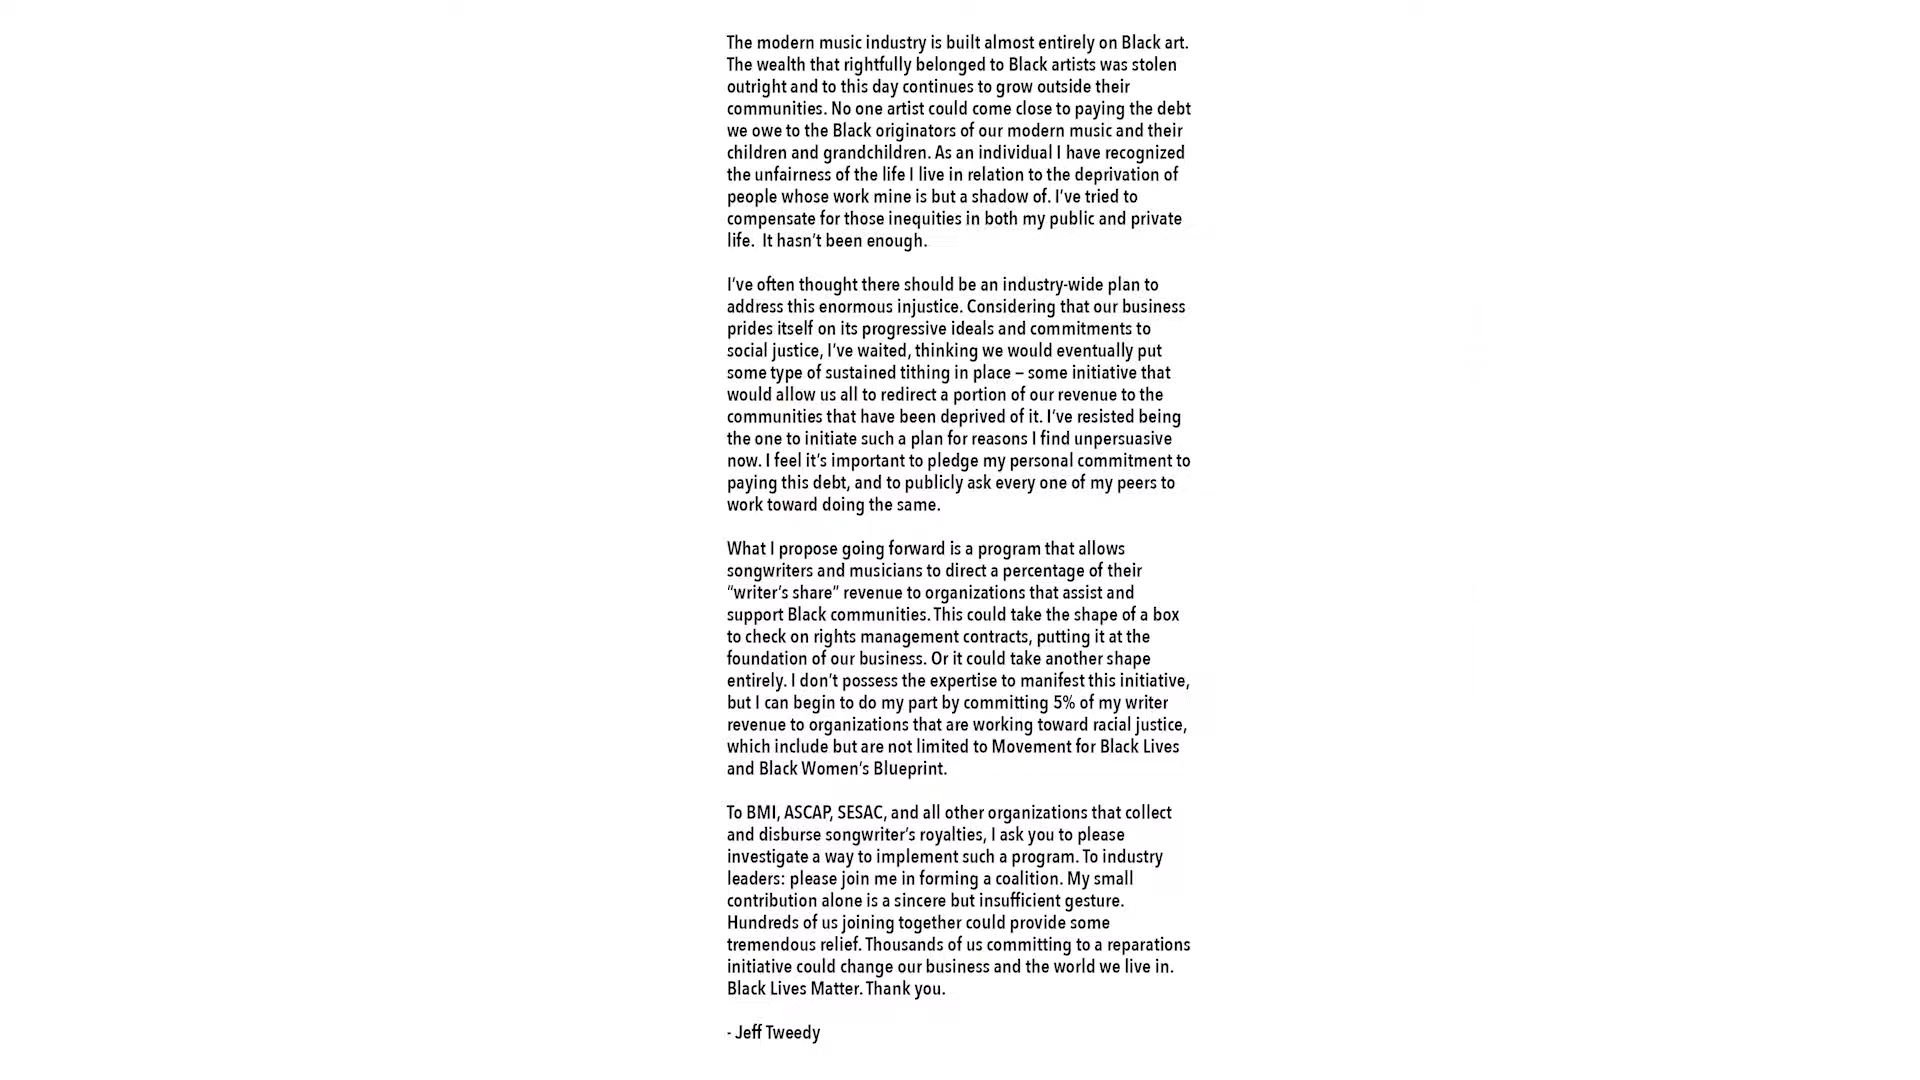 The modern music industry is built almost entirely on Black art.
The wealth that rightfully belonged to Black artists was stolen
outright and to this day continues to grow outside their
communities. No one artist could come close to paying the debt
we owe to the Black originators of our modern music and their
children and grandchildren. As an individual I have recognized
the unfairness of the life I live in relation to the deprivation of
people whose work mine is but a shadow of. I've tried to
compensate for those inequities in both my public and private
life.  It hasn't been enough.

I've often thought there should be an industry-wide plan to
address this enormous injustice. Considering that our business
prides itself on its progressive ideals and commitments to
social justice, I've waited, thinking we would eventually put
some type of sustained tithing in place – some initiative that
would allow us all to redirect a portion of our revenue to the
communities that have been deprived of it. I've resisted being
the one to initiate such a plan for reasons I find unpersuasive
now. I feel it's important to pledge my personal commitment to
paying this debt, and to publicly ask every one of my peers to
work toward doing the same.

What I propose going forward is a program that allows
songwriters and musicians to direct a percentage of their
"writer's share" revenue to organizations that assist and
support Black communities. This could take the shape of a box
to check on rights management contracts, putting it at the
foundation of our business. Or it could take another shape
entirely. I don't possess the expertise to manifest this initiative,
but I can begin to do my part by committing 5% of my writer
revenue to organizations that are working toward racial justice,
which include but are not limited to Movement for Black Lives
and Black Women's Blueprint.

To BMI, ASCAP, SESAC, and all other organizations that collect
and disburse songwriter's royalties, I ask you to please
investigate a way to implement such a program. To industry
leaders: please join me in forming a coalition. My small
contribution alone is a sincere but insufficient gesture.
Hundreds of us joining together could provide some
tremendous relief. Thousands of us committing to a reparations
initiative could change our business and the world we live in.
Black Lives Matter. Thank you.

- Jeff Tweedy